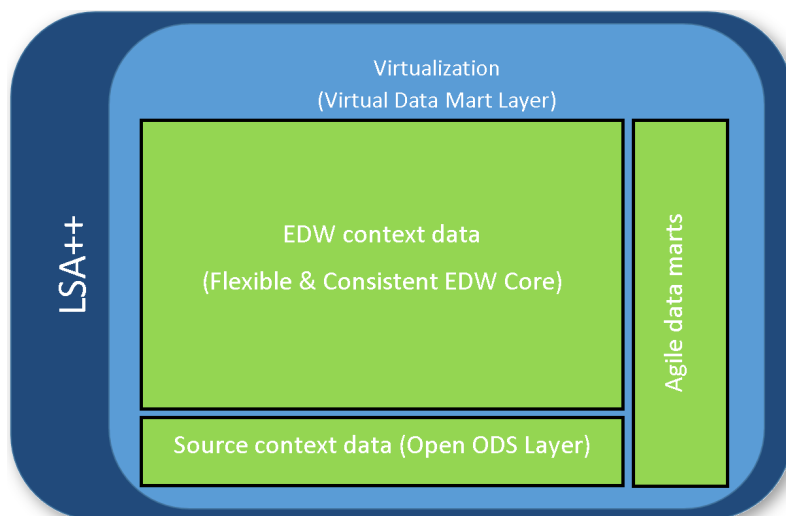 LSA++
Virtualization
(Virtual Data Mart Layer)
EDW context data
(Flexible & Consistent EDW Core)
Agile data marts
Source context data (Open ODS Layer)